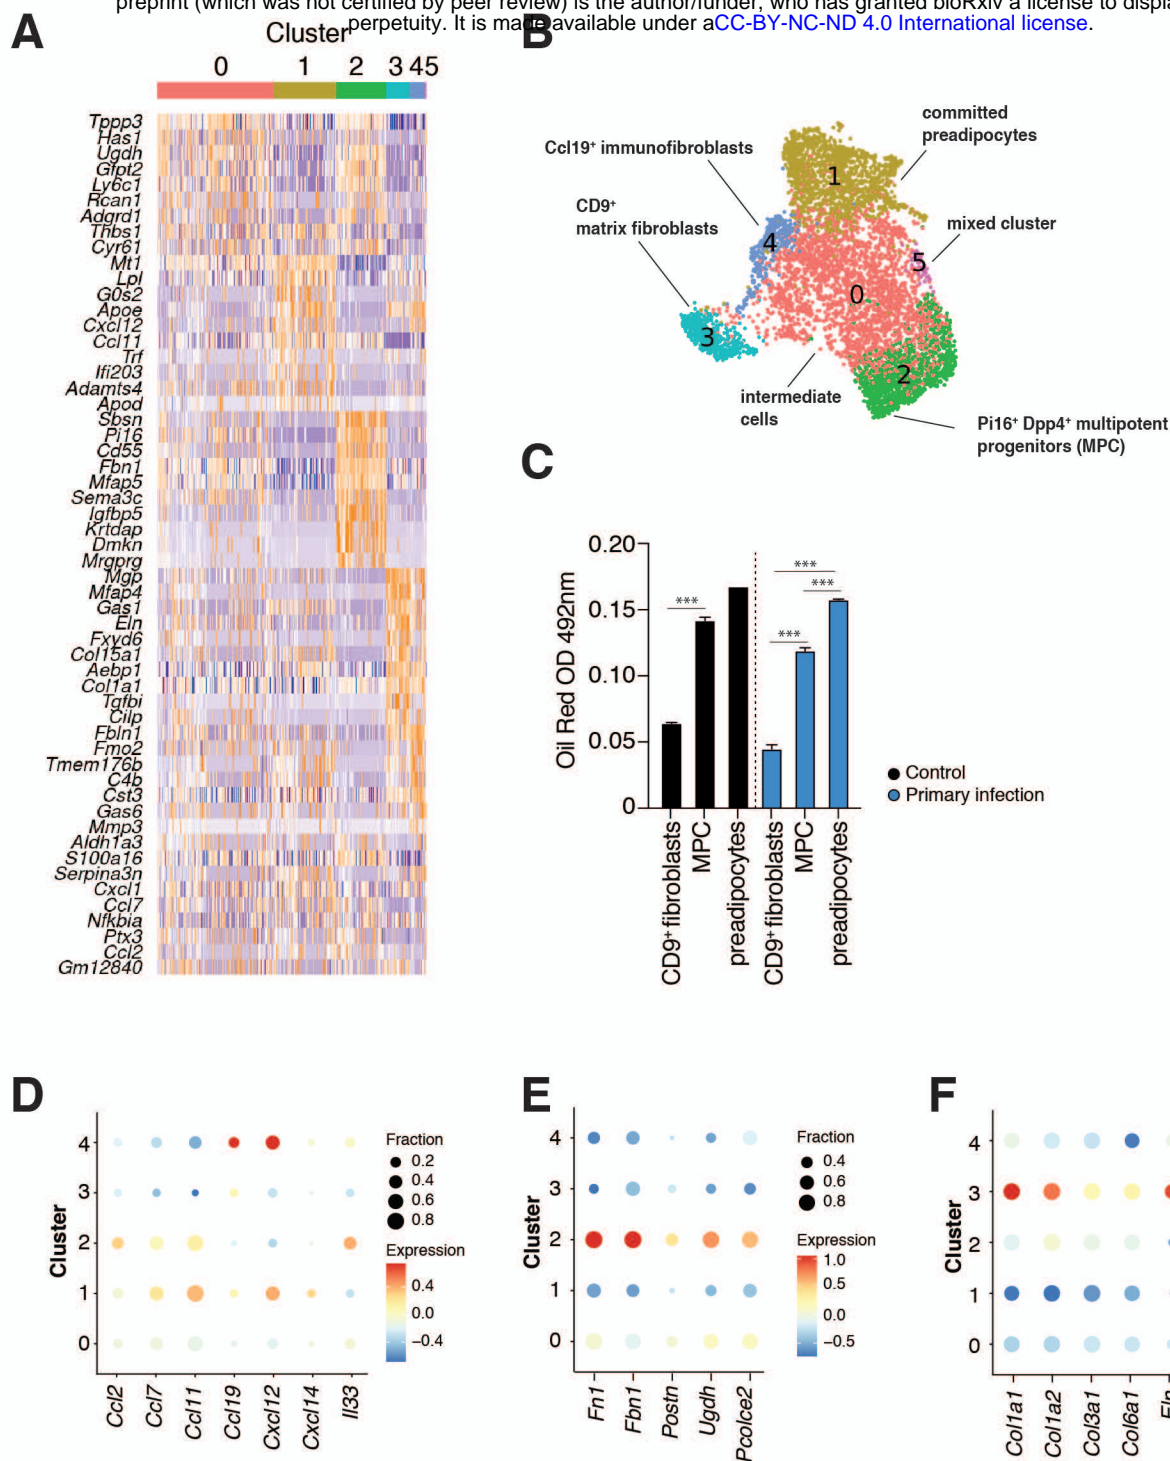 preprint (which was not certified by peer review) is the author/funder, who has granted bioRxiv a license to displa
perpetuity. It is made available under aCC-BY-NC-ND 4.0 International license.
A
Cluster
0 1 2 3 4 5
Tppp3
Has1
Ugdh
Gfpt2
Ly6c1
Rcan1
Adgrd1
Thbs1
Cyr61
Mt1
Lpl
G0s2
Apoe
Cxcl12
Ccl11
Trf
Ifi203
Adamts4
Apod
Sbsn
Pi16
Cd55
Fbn1
Mfap5
Sema3c
Igfbp5
Krtdap
Dmkn
Mrgprg
Mgp
Mfap4
Gas1
Eln
Fxyd6
Col15a1
Aebp1
Col1a1
Tgfbi
Cilp
Fbln1
Fmo2
Tmem176b
C4b
Cst3
Gas6
Mmp3
Aldh1a3
S100a16
Serpina3n
Cxcl1
Ccl7
Nfkbia
Ptx3
Ccl2
Gm12840
B
committed
preadipocytes
Ccl19+ immunofibroblasts
CD9+
matrix fibroblasts
mixed cluster
1
4
5
0
3
2
intermediate
cells
Pi16+ Dpp4+ multipotent
progenitors (MPC)
C
Oil Red OD 492nm
0.20
0.15
0.10
0.05
0
***
***
***
***
CD9+ fibroblasts
MPC
preadipocytes
CD9+ fibroblasts
MPC
preadipocytes
Control
Primary infection
D
Cluster
4
3
2
1
0
Ccl2
Ccl7
Ccl11
Ccl19
Cxcl12
Cxcl14
Il33
Fraction
0.2
0.4
0.6
0.8
Expression
0.4
0.0
−0.4
E
Cluster
4
3
2
1
0
Fn1
Fbn1
Postn
Ugdh
Pcolce2
Fraction
0.4
0.6
0.8
Expression
1.0
0.5
0.0
−0.5
F
Cluster
4
3
2
1
0
Col1a1
Col1a2
Col3a1
Col6a1